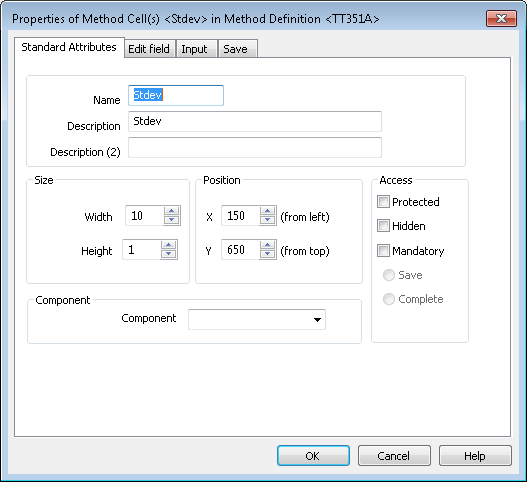 Properties of Method Cell(s) <Stdev> in Method Definition <TT351A>
Standard Attributes Edit field Input Save
Name Stdev
Description Stdev
Description (2)
Size Position Access
Width 10 X 150 (from left) Protected
Hidden
Height 1 Y 650 (from top) Mandatory
Save
Component Complete
Component
OK Cancel Help